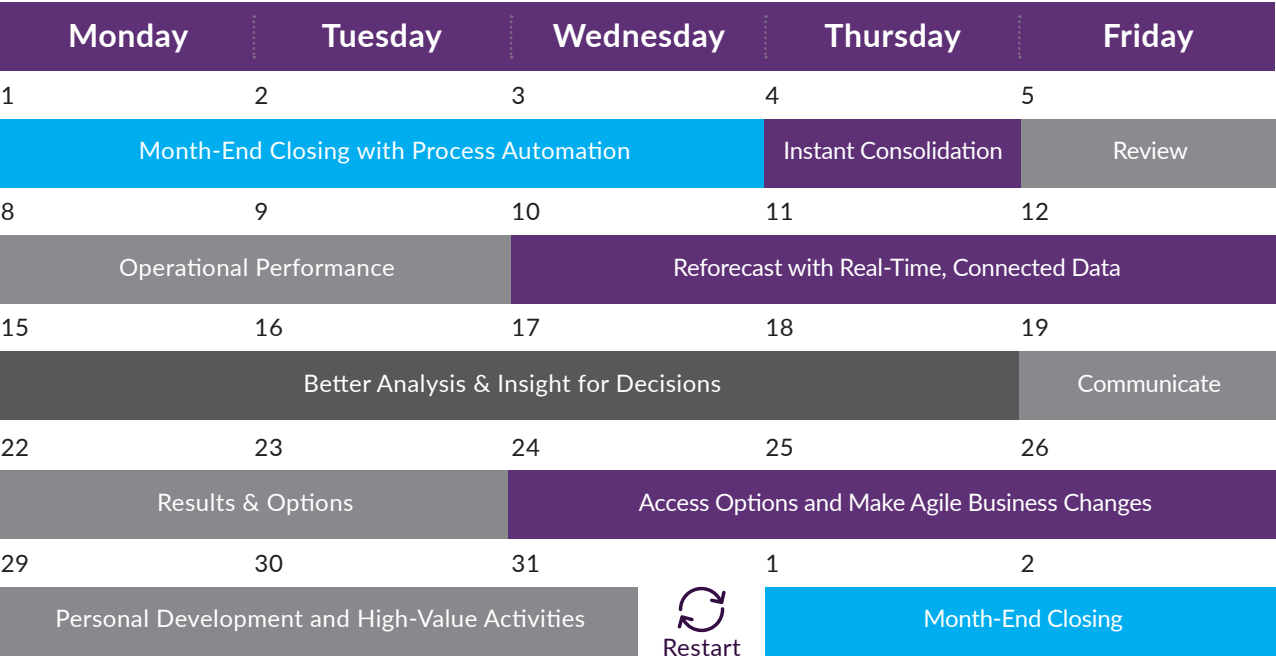 Monday Tuesday Wednesday Thursday Friday
1 2 3 4 5
Month-End Closing with Process Automation Instant Consolidation Review
8 9 10 11 12
Operational Performance Reforecast with Real-Time, Connected Data
15 16 17 18 19
Better Analysis & Insight for Decisions Communicate
22 23 24 25 26
Results & Options Access Options and Make Agile Business Changes
29 30 31 1 2
Personal Development and High-Value Activities Month-End Closing
Restart